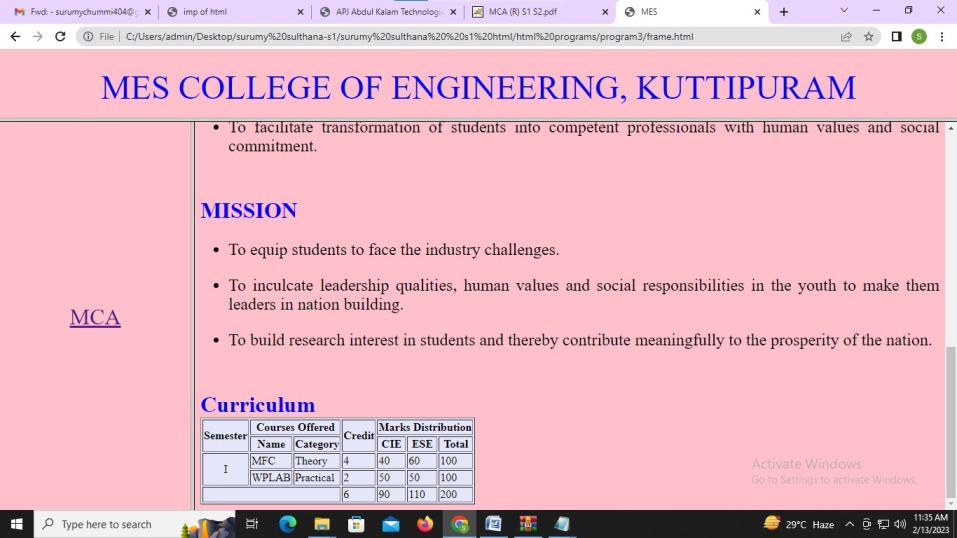 Fwd: - surumychummi404@g
imp of html
APJ Abdul Kalam Technologic
MCA (R) S1 S2.pdf
MES
File | C:/Users/admin/Desktop/surumy%20sulthana-s1/surumy%20sulthana%20%20s1%20html/html%20programs/program3/frame.html
S
MES COLLEGE OF ENGINEERING, KUTTIPURAM
MCA
• To facilitate transformation of students into competent professionals with human values and social
commitment.
MISSION
• To equip students to face the industry challenges.
• To inculcate leadership qualities, human values and social responsibilities in the youth to make them
leaders in nation building.
• To build research interest in students and thereby contribute meaningfully to the prosperity of the nation.
Curriculum
Semester Courses Offered Credit Marks Distribution
Name Category CIE ESE Total
I MFC Theory 4 40 60 100
WPLAB Practical 2 50 50 100
6 90 110 200
Activate Windows
Go to Settings to activate Windows.
Type here to search
29°C Haze
11:35 AM
2/13/2023